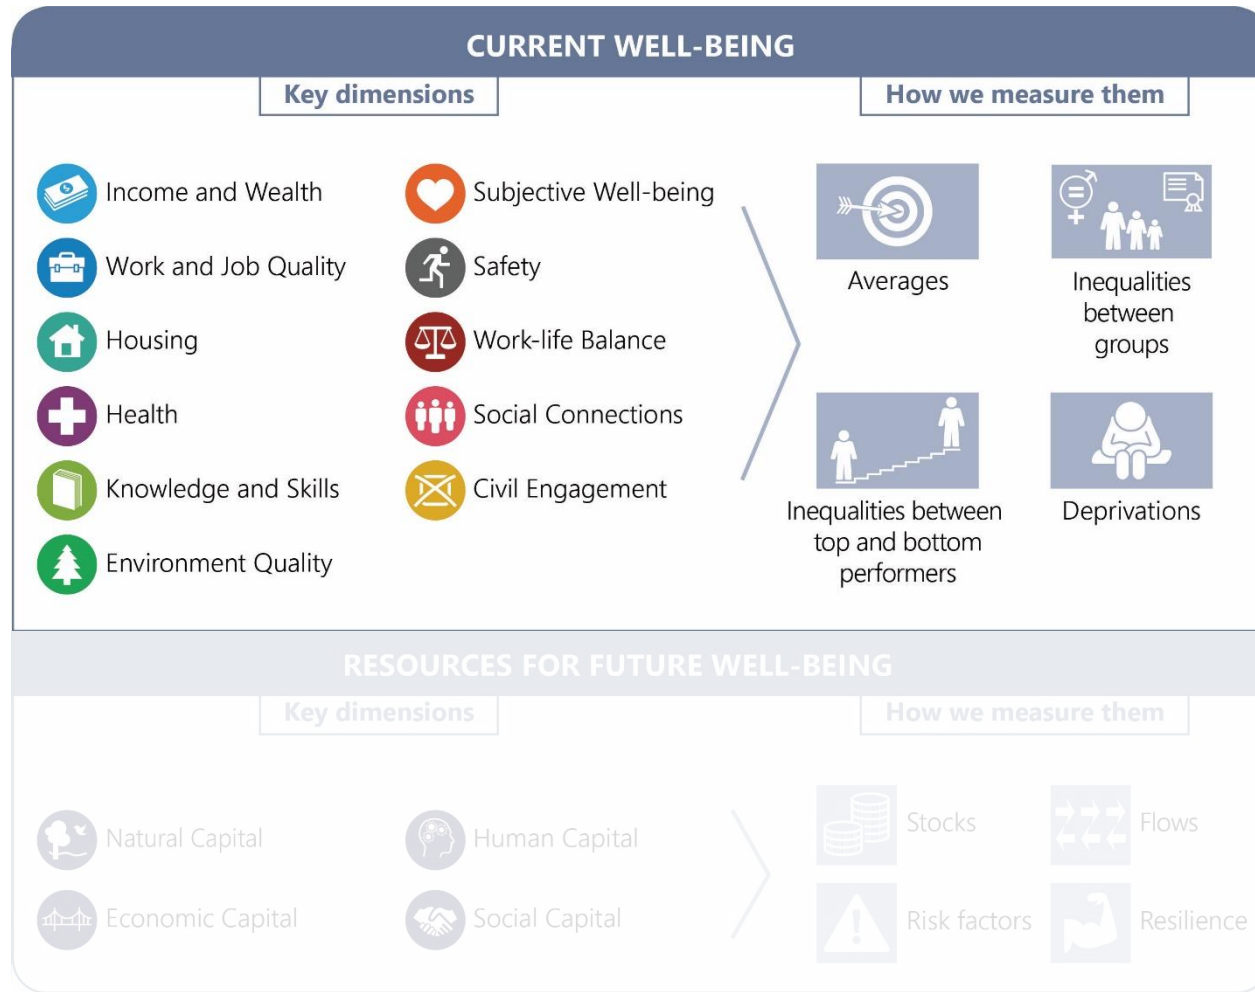 CURRENT WELL-BEING
Key dimensions
How we measure them
Income and Wealth
Work and Job Quality
Housing
Health
Knowledge and Skills
Environment Quality
Subjective Well-being
Safety
Work-life Balance
Social Connections
Civil Engagement
Averages
Inequalities
between
groups
Inequalities between
top and bottom
performers
Deprivations
RESOURCES FOR FUTURE WELL-BEING
Key dimensions
How we measure them
Natural Capital
Economic Capital
Human Capital
Social Capital
Stocks
Flows
Risk factors
Resilience